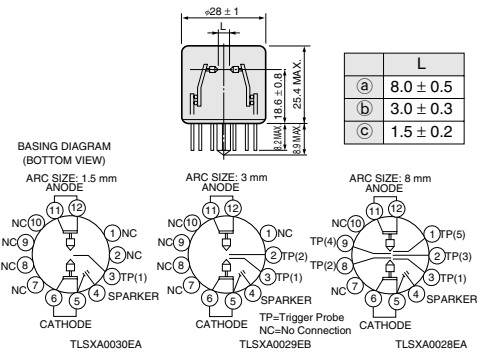 φ28 ± 1
L
18.6 ± 0.8
25.4 MAX.
8.2 MAX.
8.9 MAX.
L
ⓐ 8.0 ± 0.5
ⓑ 3.0 ± 0.3
ⓒ 1.5 ± 0.2
BASING DIAGRAM
(BOTTOM VIEW)
ARC SIZE: 1.5 mm
ANODE
11 12
NC 10
1 NC
NC 9
2 NC
NC 8
3 TP(1)
NC 7
4 SPARKER
6 5
CATHODE
TLSXA0030EA
ARC SIZE: 3 mm
ANODE
11 12
NC 10
1 NC
NC 9
2 TP(2)
NC 8
3 TP(1)
NC 7
4 SPARKER
6 5
CATHODE
TP=Trigger Probe
NC=No Connection
TLSXA0029EB
ARC SIZE: 8 mm
ANODE
11 12
NC 10
1 TP(5)
TP(4) 9
2 TP(3)
TP(2) 8
3 TP(1)
NC 7
4 SPARKER
6 5
CATHODE
TLSXA0028EA